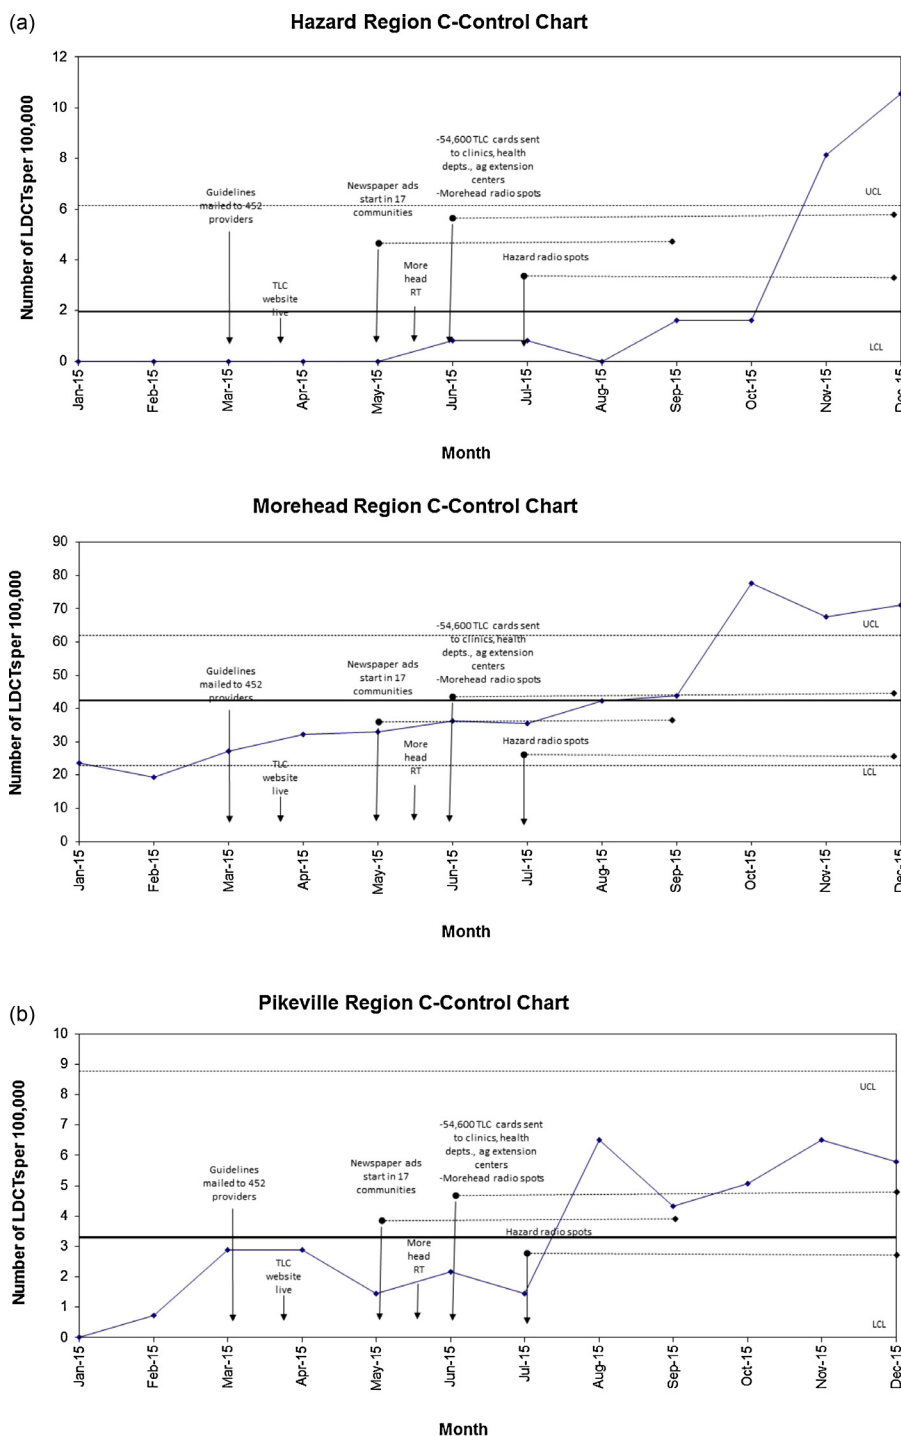 (a)
Hazard Region C-Control Chart
Number of LDCTsper 100,000
12
10
8
6
4
2
0
Guidelines
mailed to 452
providers
TLC
website
live
Newspaper ads
start in 17
communities
More
head
RT
-54,600 TLC cards sent
to clinics, health
depts., ag extension
centers
-Morehead radio spots
Hazard radio spots
UCL
LCL
Jan-15
Feb-15
Mar-15
Apr-15
May-15
Jun-15
Jul-15
Aug-15
Sep-15
Oct-15
Nov-15
Dec-15
Month
Morehead Region C-Control Chart
Number of LDCTsper 100,000
90
80
70
60
50
40
30
20
10
0
Guidelines
mailed to 452
providers
TLC
website
live
Newspaper ads
start in 17
communities
More
head
RT
-54,600 TLC cards sent
to clinics, health
depts., ag extension
centers
-Morehead radio spots
Hazard radio spots
UCL
LCL
Jan-15
Feb-15
Mar-15
Apr-15
May-15
Jun-15
Jul-15
Aug-15
Sep-15
Oct-15
Nov-15
Dec-15
Month
(b)
Pikeville Region C-Control Chart
Number of LDCTsper 100,000
10
9
8
7
6
5
4
3
2
1
0
Guidelines
mailed to 452
providers
TLC
website
live
Newspaper ads
start in 17
communities
More
head
RT
-54,600 TLC cards sent
to clinics, health
depts., ag extension
centers
-Morehead radio spots
Hazard radio spots
UCL
LCL
Jan-15
Feb-15
Mar-15
Apr-15
May-15
Jun-15
Jul-15
Aug-15
Sep-15
Oct-15
Nov-15
Dec-15
Month